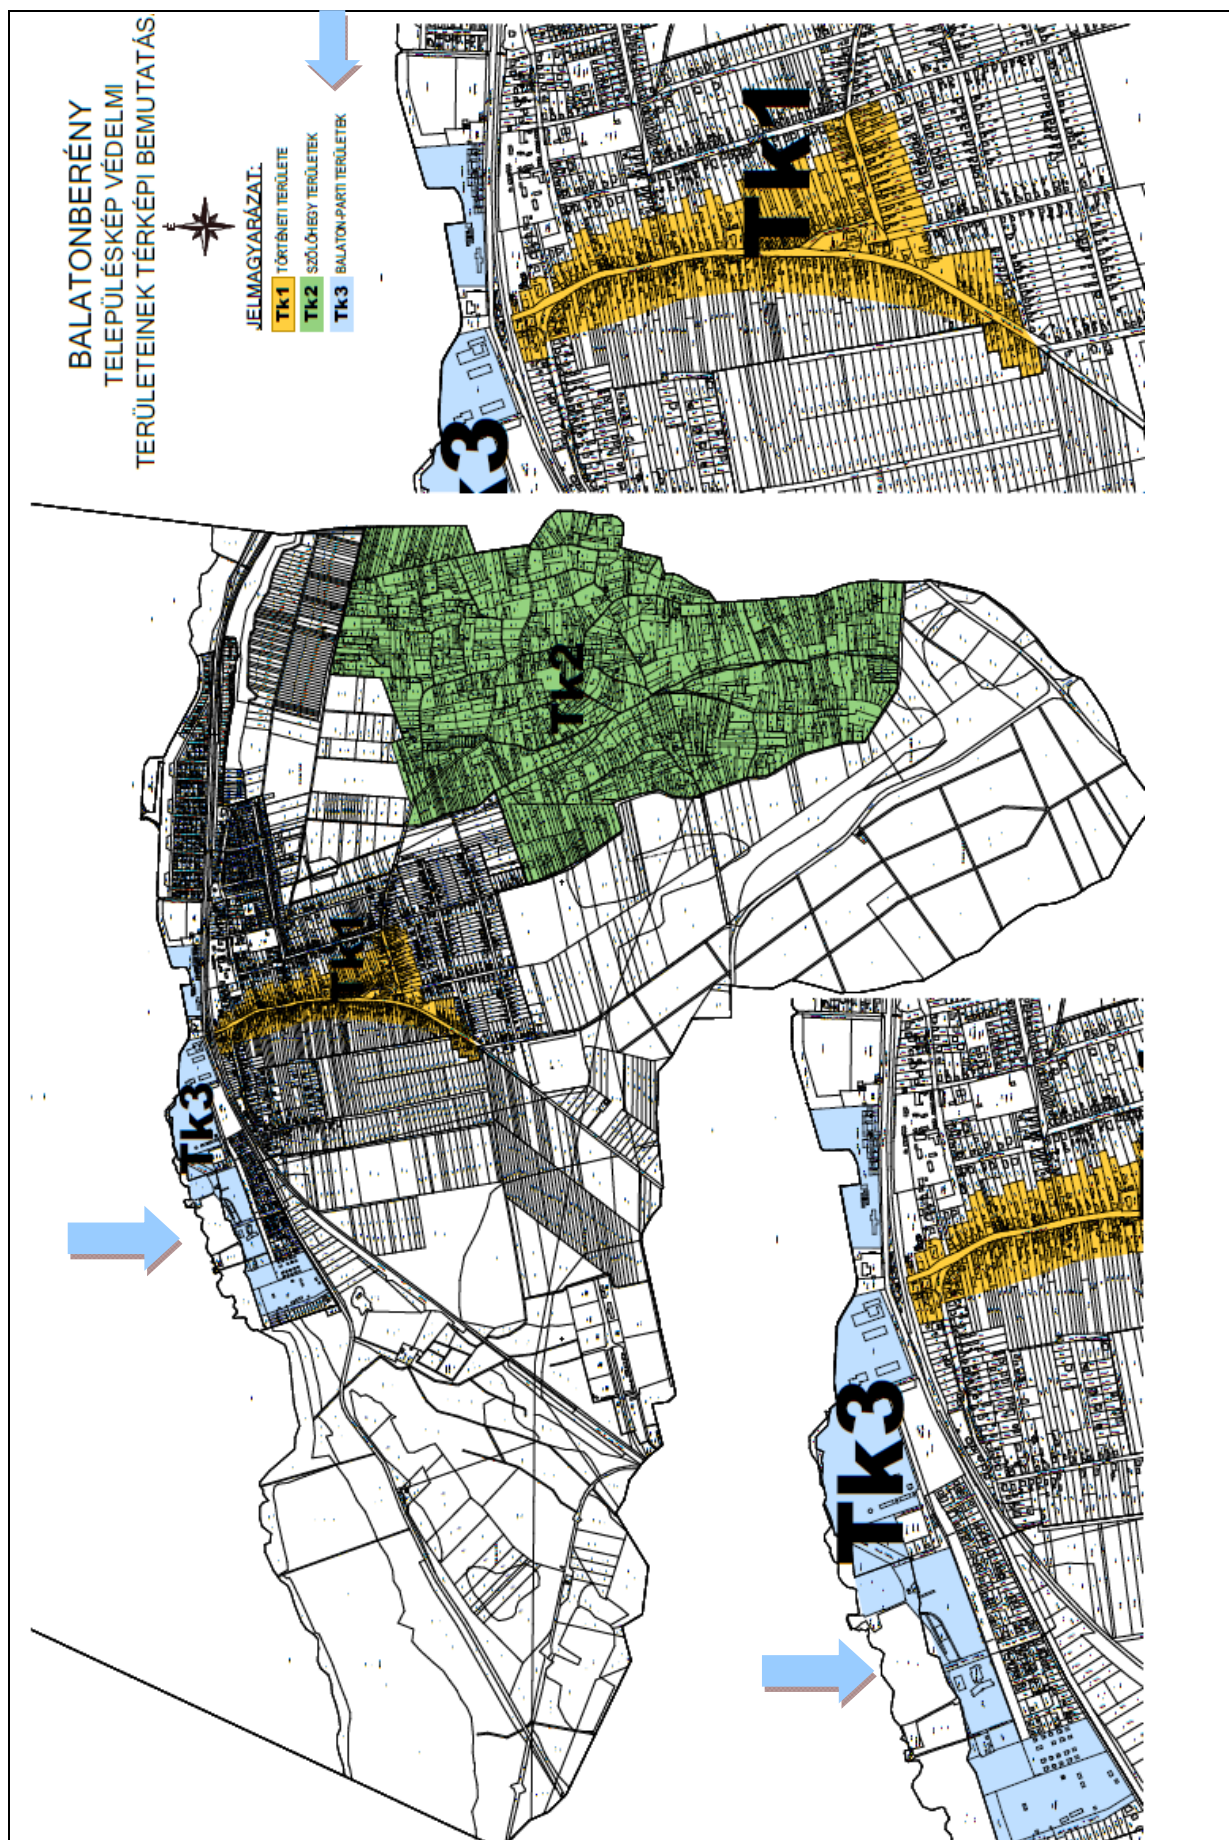 BALATONBERÉNY
TELEPÜLÉSKÉP VÉDELMI
TERÜLETEINEK TÉRKÉPI BEMUTATÁS.
É
JELMAGYARÁZAT:
Tk1 TÖRTÉNETI TERÜLETE
Tk2 SZŐLŐHEGY TERÜLETEK
Tk3 BALATON-PARTI TERÜLETEK
Tk1
k3
Tk2
Tk1
Tk3
Tk3